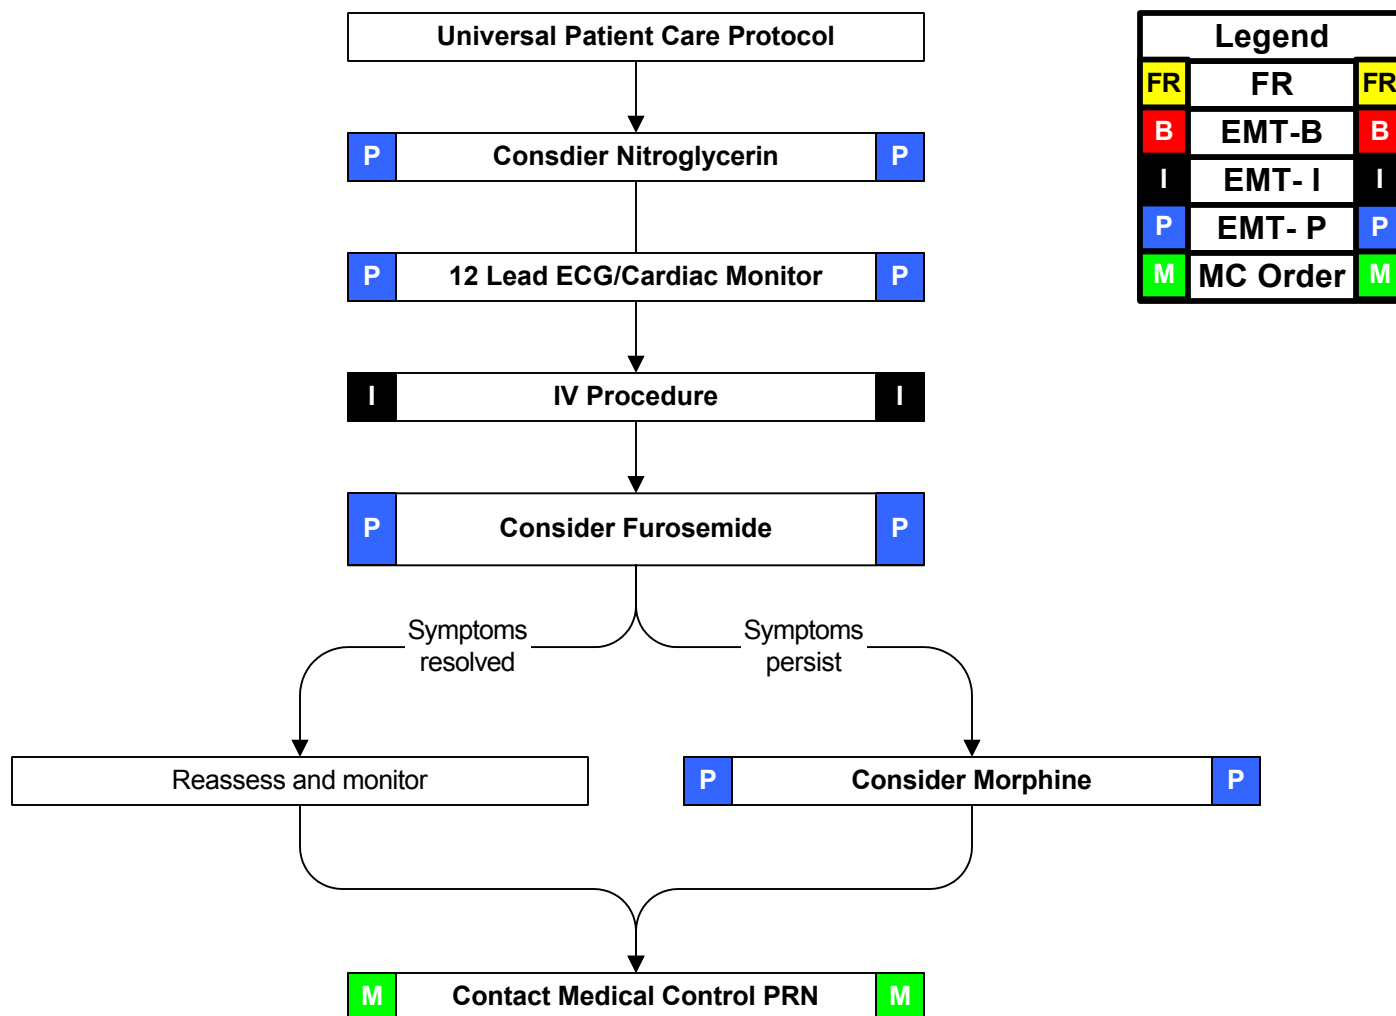 Universal Patient Care Protocol
P Consdier Nitroglycerin P
P 12 Lead ECG/Cardiac Monitor P
I IV Procedure I
P Consider Furosemide P
Symptoms
resolved
Symptoms
persist
Reassess and monitor
P Consider Morphine P
M Contact Medical Control PRN M
Legend
FR FR FR
B EMT-B B
I EMT- I I
P EMT- P P
M MC Order M